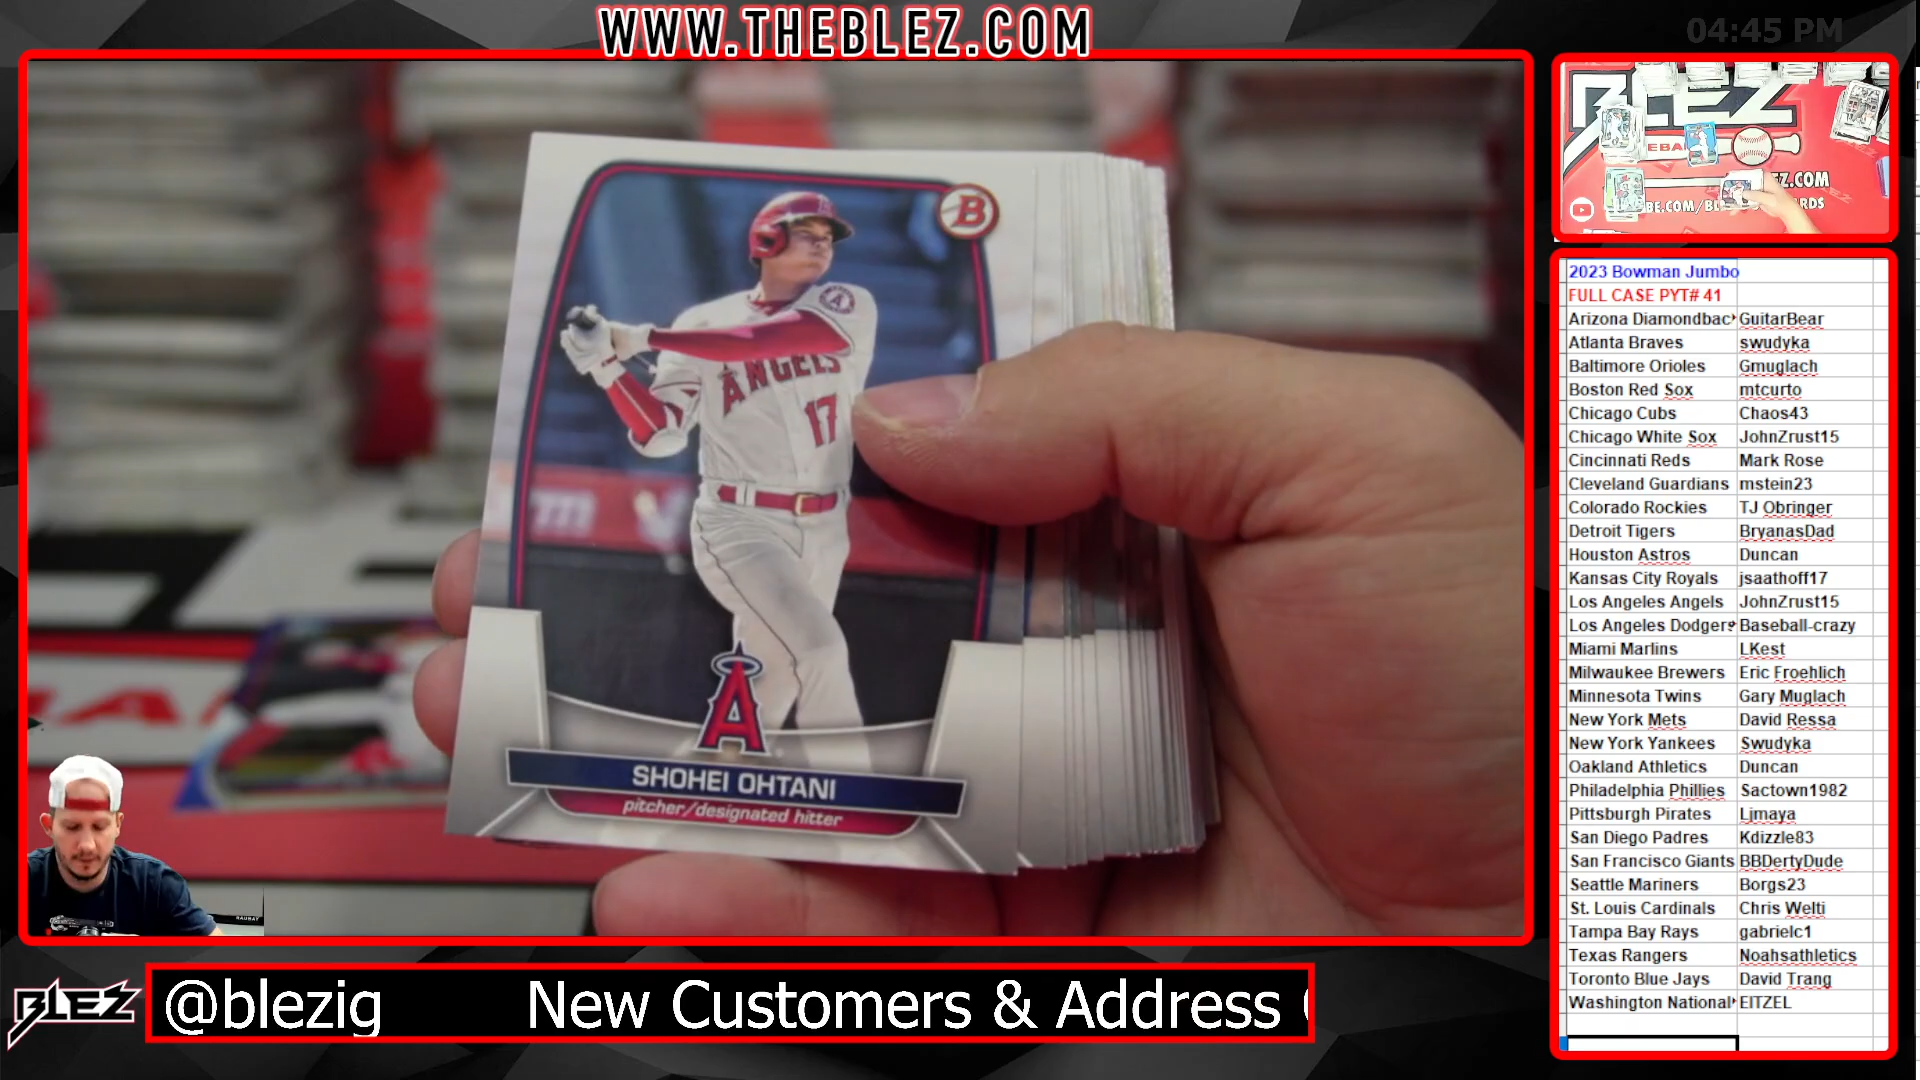 WWW.THEBLEZ.COM
04:45 PM
B
A
ANGELS
17
A
SHOHEI OHTANI
pitcher/designated hitter
BLEZ
2023 Bowman Jumbo
FULL CASE PYT# 41
Arizona Diamondbac GuitarBear
Atlanta Braves swudyka
Baltimore Orioles Gmuglach
Boston Red Sox mtcurto
Chicago Cubs Chaos43
Chicago White Sox JohnZrust15
Cincinnati Reds Mark Rose
Cleveland Guardians mstein23
Colorado Rockies TJ Obringer
Detroit Tigers BryanasDad
Houston Astros Duncan
Kansas City Royals jsaathoff17
Los Angeles Angels JohnZrust15
Los Angeles Dodgers Baseball-crazy
Miami Marlins LKest
Milwaukee Brewers Eric Froehlich
Minnesota Twins Gary Muglach
New York Mets David Ressa
New York Yankees Swudyka
Oakland Athletics Duncan
Philadelphia Phillies Sactown1982
Pittsburgh Pirates Ljmaya
San Diego Padres Kdizzle83
San Francisco Giants BBDertyDude
Seattle Mariners Borgs23
St. Louis Cardinals Chris Welti
Tampa Bay Rays gabrielc1
Texas Rangers Noahsathletics
Toronto Blue Jays David Trang
Washington National EITZEL
BLEZ
@blezig New Customers & Address